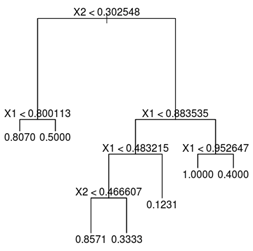 X2 < 0.302548
X1 < 0.800113
X1 < 0.883535
0.8070 0.5000
X1 < 0.483215
X1 < 0.952647
1.0000 0.4000
X2 < 0.466607
0.1231
0.8571 0.3333